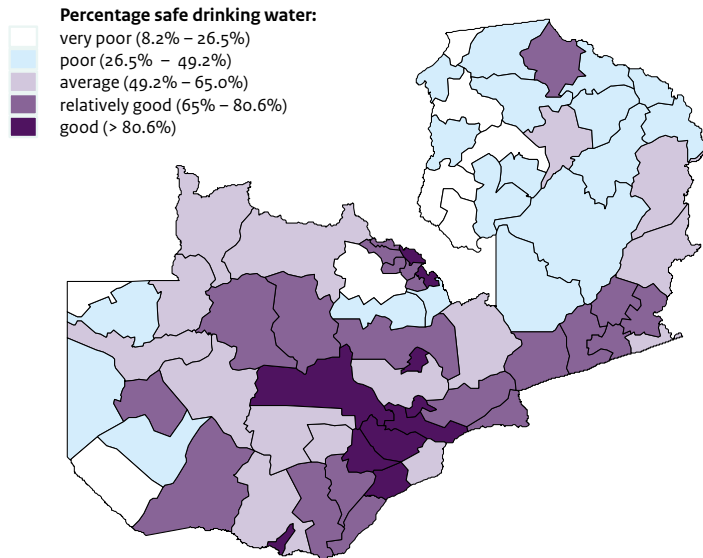 Percentage safe drinking water:
very poor (8.2% – 26.5%)
poor (26.5% – 49.2%)
average (49.2% – 65.0%)
relatively good (65% – 80.6%)
good (> 80.6%)